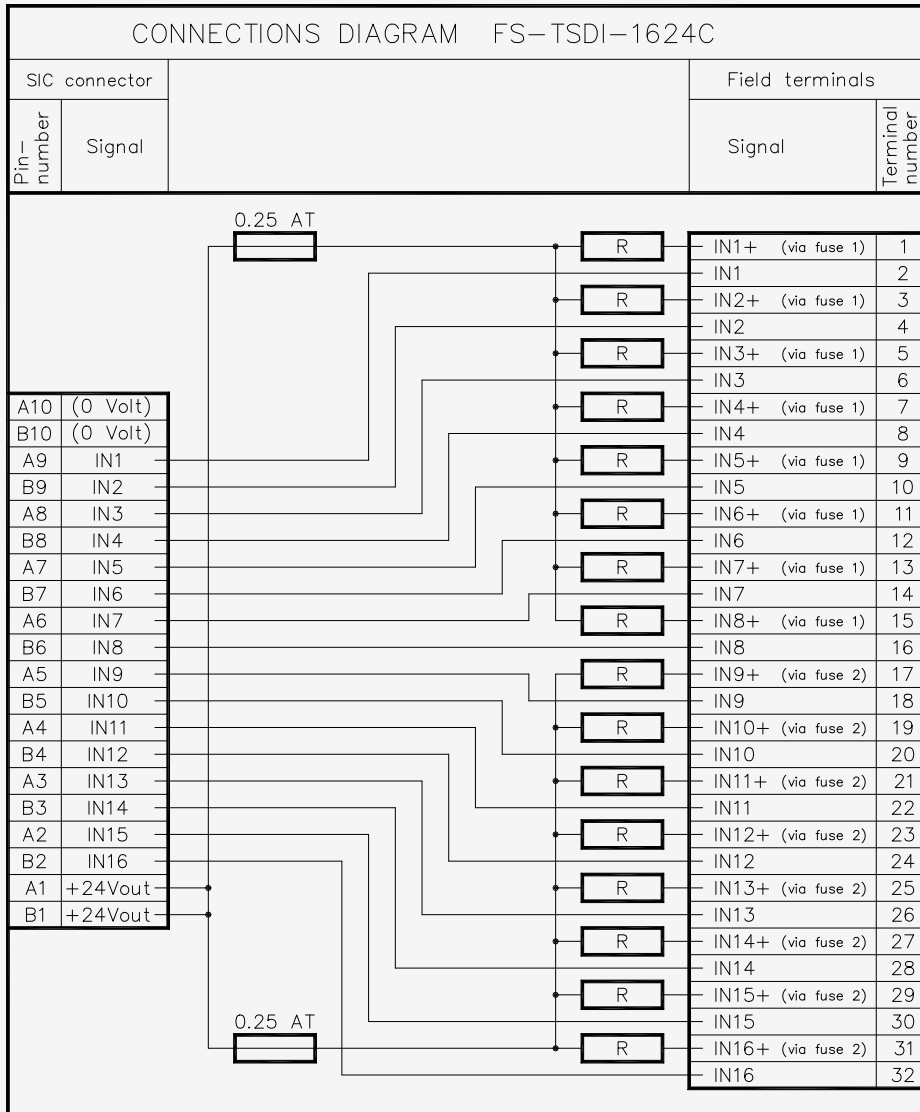 CONNECTIONS DIAGRAM FS-TSDI-1624C
SIC connector
Field terminals
Pin-number
Signal
Signal
Terminal number
0.25 AT
R IN1+ (via fuse 1) 1
IN1 2
R IN2+ (via fuse 1) 3
IN2 4
R IN3+ (via fuse 1) 5
IN3 6
R IN4+ (via fuse 1) 7
IN4 8
R IN5+ (via fuse 1) 9
IN5 10
R IN6+ (via fuse 1) 11
IN6 12
R IN7+ (via fuse 1) 13
IN7 14
R IN8+ (via fuse 1) 15
IN8 16
R IN9+ (via fuse 2) 17
IN9 18
R IN10+ (via fuse 2) 19
IN10 20
R IN11+ (via fuse 2) 21
IN11 22
R IN12+ (via fuse 2) 23
IN12 24
R IN13+ (via fuse 2) 25
IN13 26
R IN14+ (via fuse 2) 27
IN14 28
R IN15+ (via fuse 2) 29
IN15 30
R IN16+ (via fuse 2) 31
IN16 32
A10 (0 Volt)
B10 (0 Volt)
A9 IN1
B9 IN2
A8 IN3
B8 IN4
A7 IN5
B7 IN6
A6 IN7
B6 IN8
A5 IN9
B5 IN10
A4 IN11
B4 IN12
A3 IN13
B3 IN14
A2 IN15
B2 IN16
A1 +24Vout
B1 +24Vout
0.25 AT